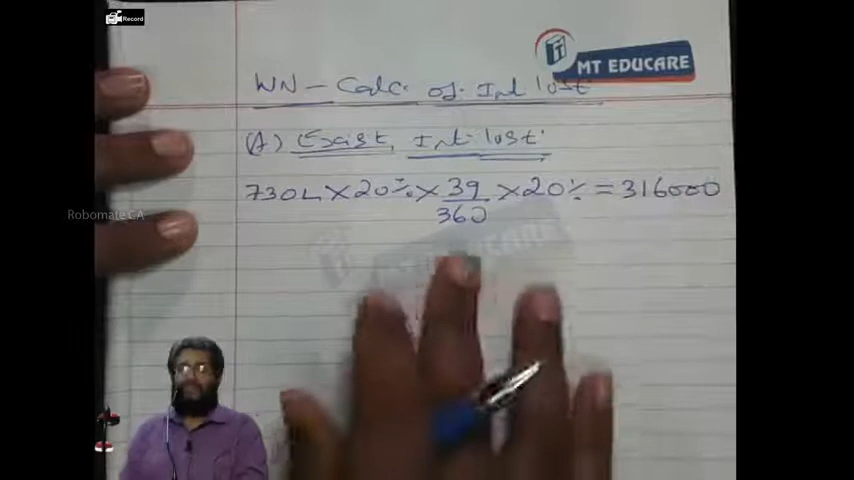 Record
MT EDUCARE
WN - Calc. of Int lost
(A) Exist. Int. lost
730L × 20% × 39/360 × 20% = 316000
Robomate CA
EDUCARE